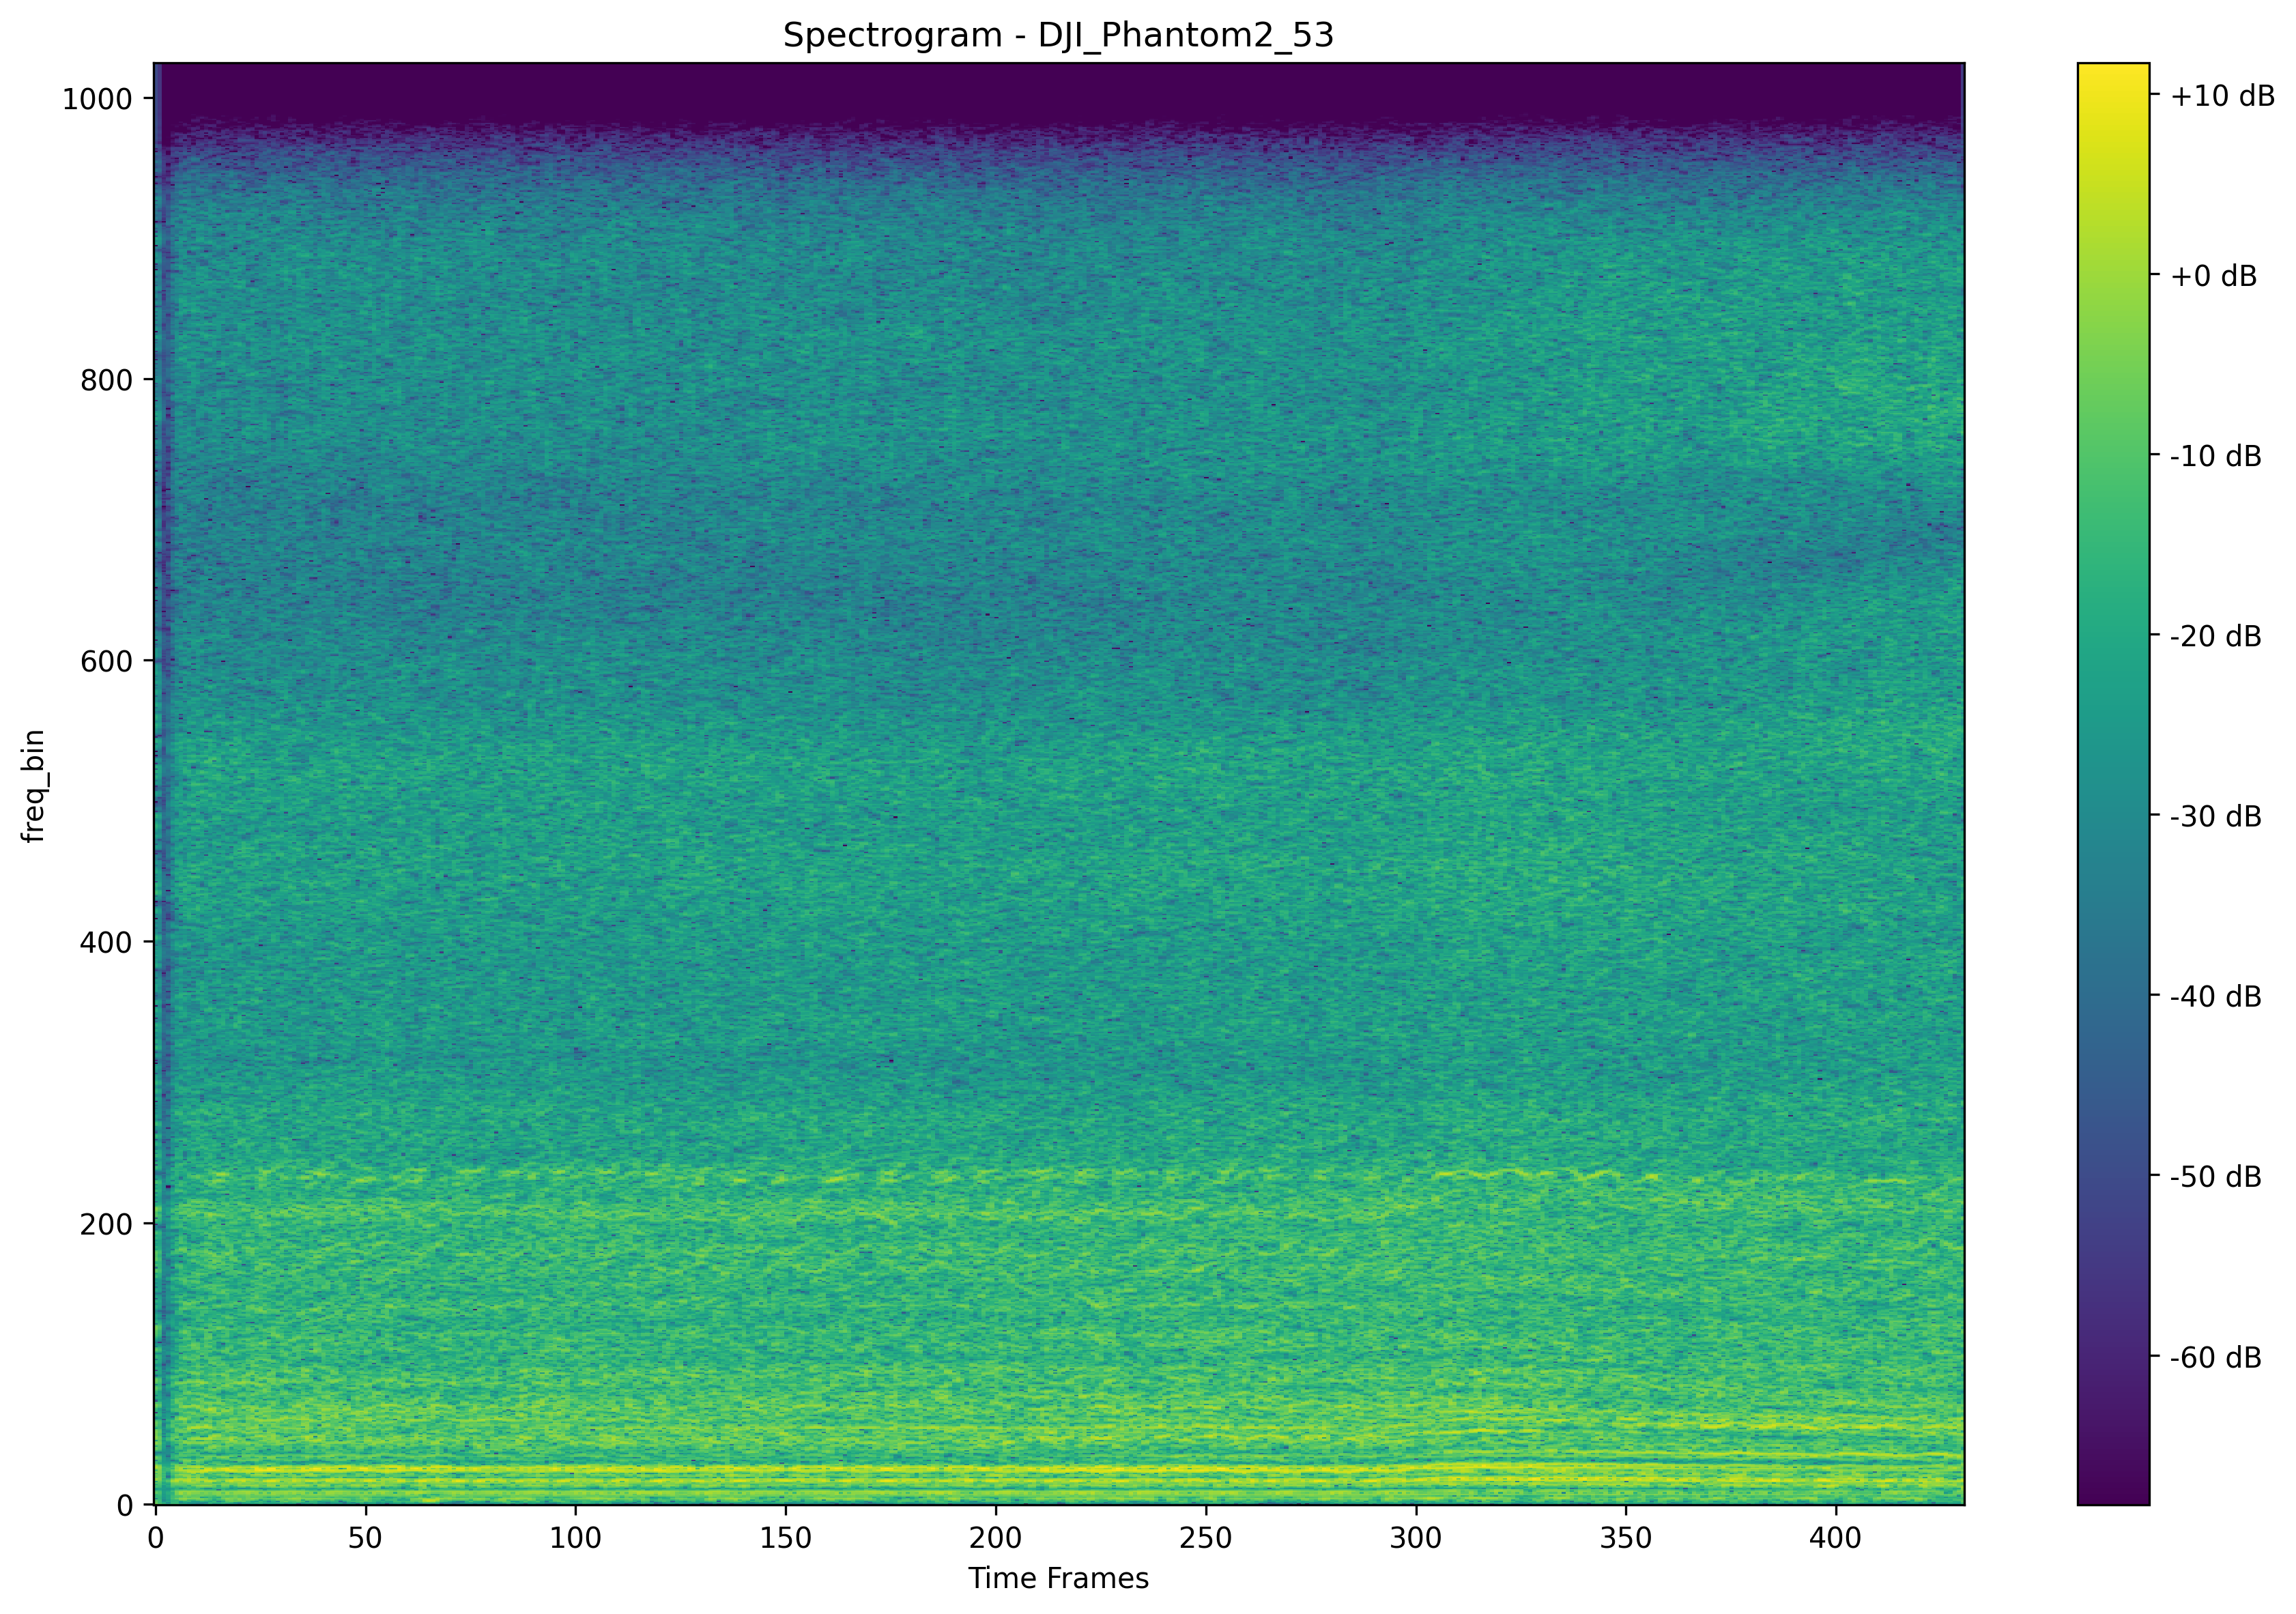 Spectrogram - DJI_Phantom2_53
1000
800
600
400
200
0
freq_bin
0 50 100 150 200 250 300 350 400
Time Frames
+10 dB
+0 dB
-10 dB
-20 dB
-30 dB
-40 dB
-50 dB
-60 dB